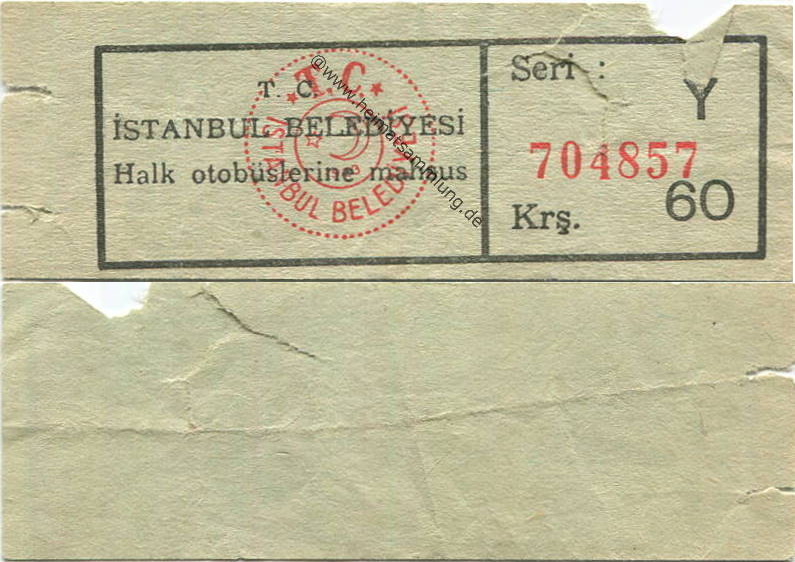 T. C.
İSTANBUL BELEDİYESİ
Halk otobüslerine mahsus
T.C.
İSTANBUL BELEDİYESİ
@www.heimatsammlung.de
Seri : Y
704857
Krş. 60